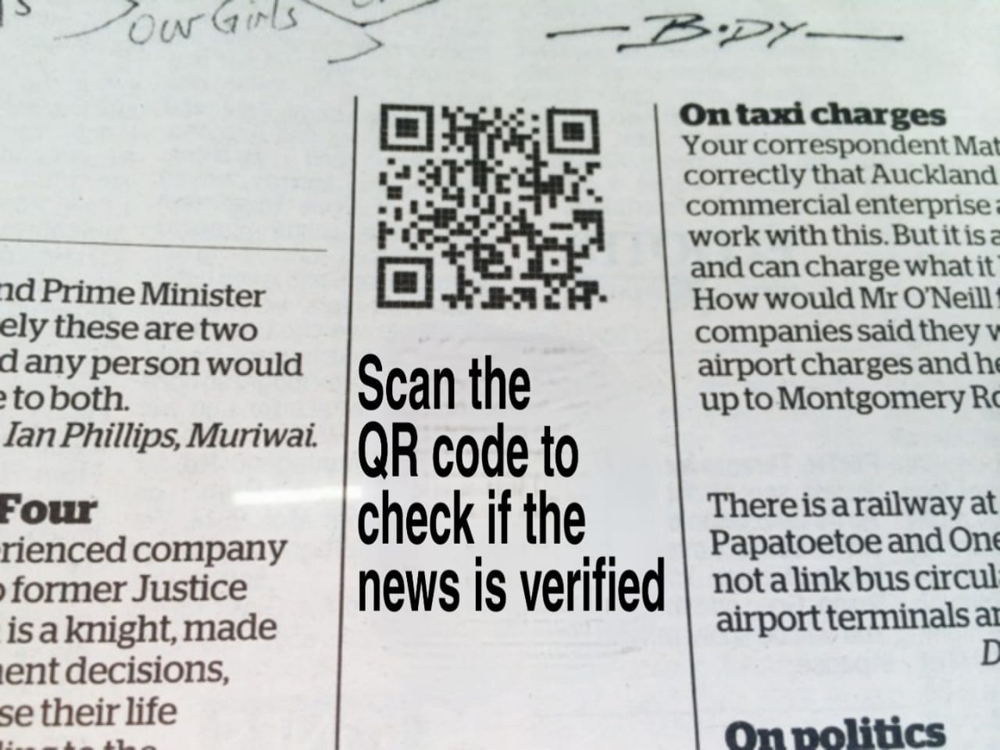 Our Girls
B.DY
nd Prime Minister
ely these are two
d any person would
e to both.
Ian Phillips, Muriwai.
Four
rienced company
o former Justice
is a knight, made
ent decisions,
se their life
Scan the
QR code to
check if the
news is verified
On taxi charges
Your correspondent Mat
correctly that Auckland
commercial enterprise a
work with this. But it is a
and can charge what it
How would Mr O'Neill f
companies said they w
airport charges and he
up to Montgomery Ro
There is a railway at
Papatoetoe and One
not a link bus circul
airport terminals an
D
On politics